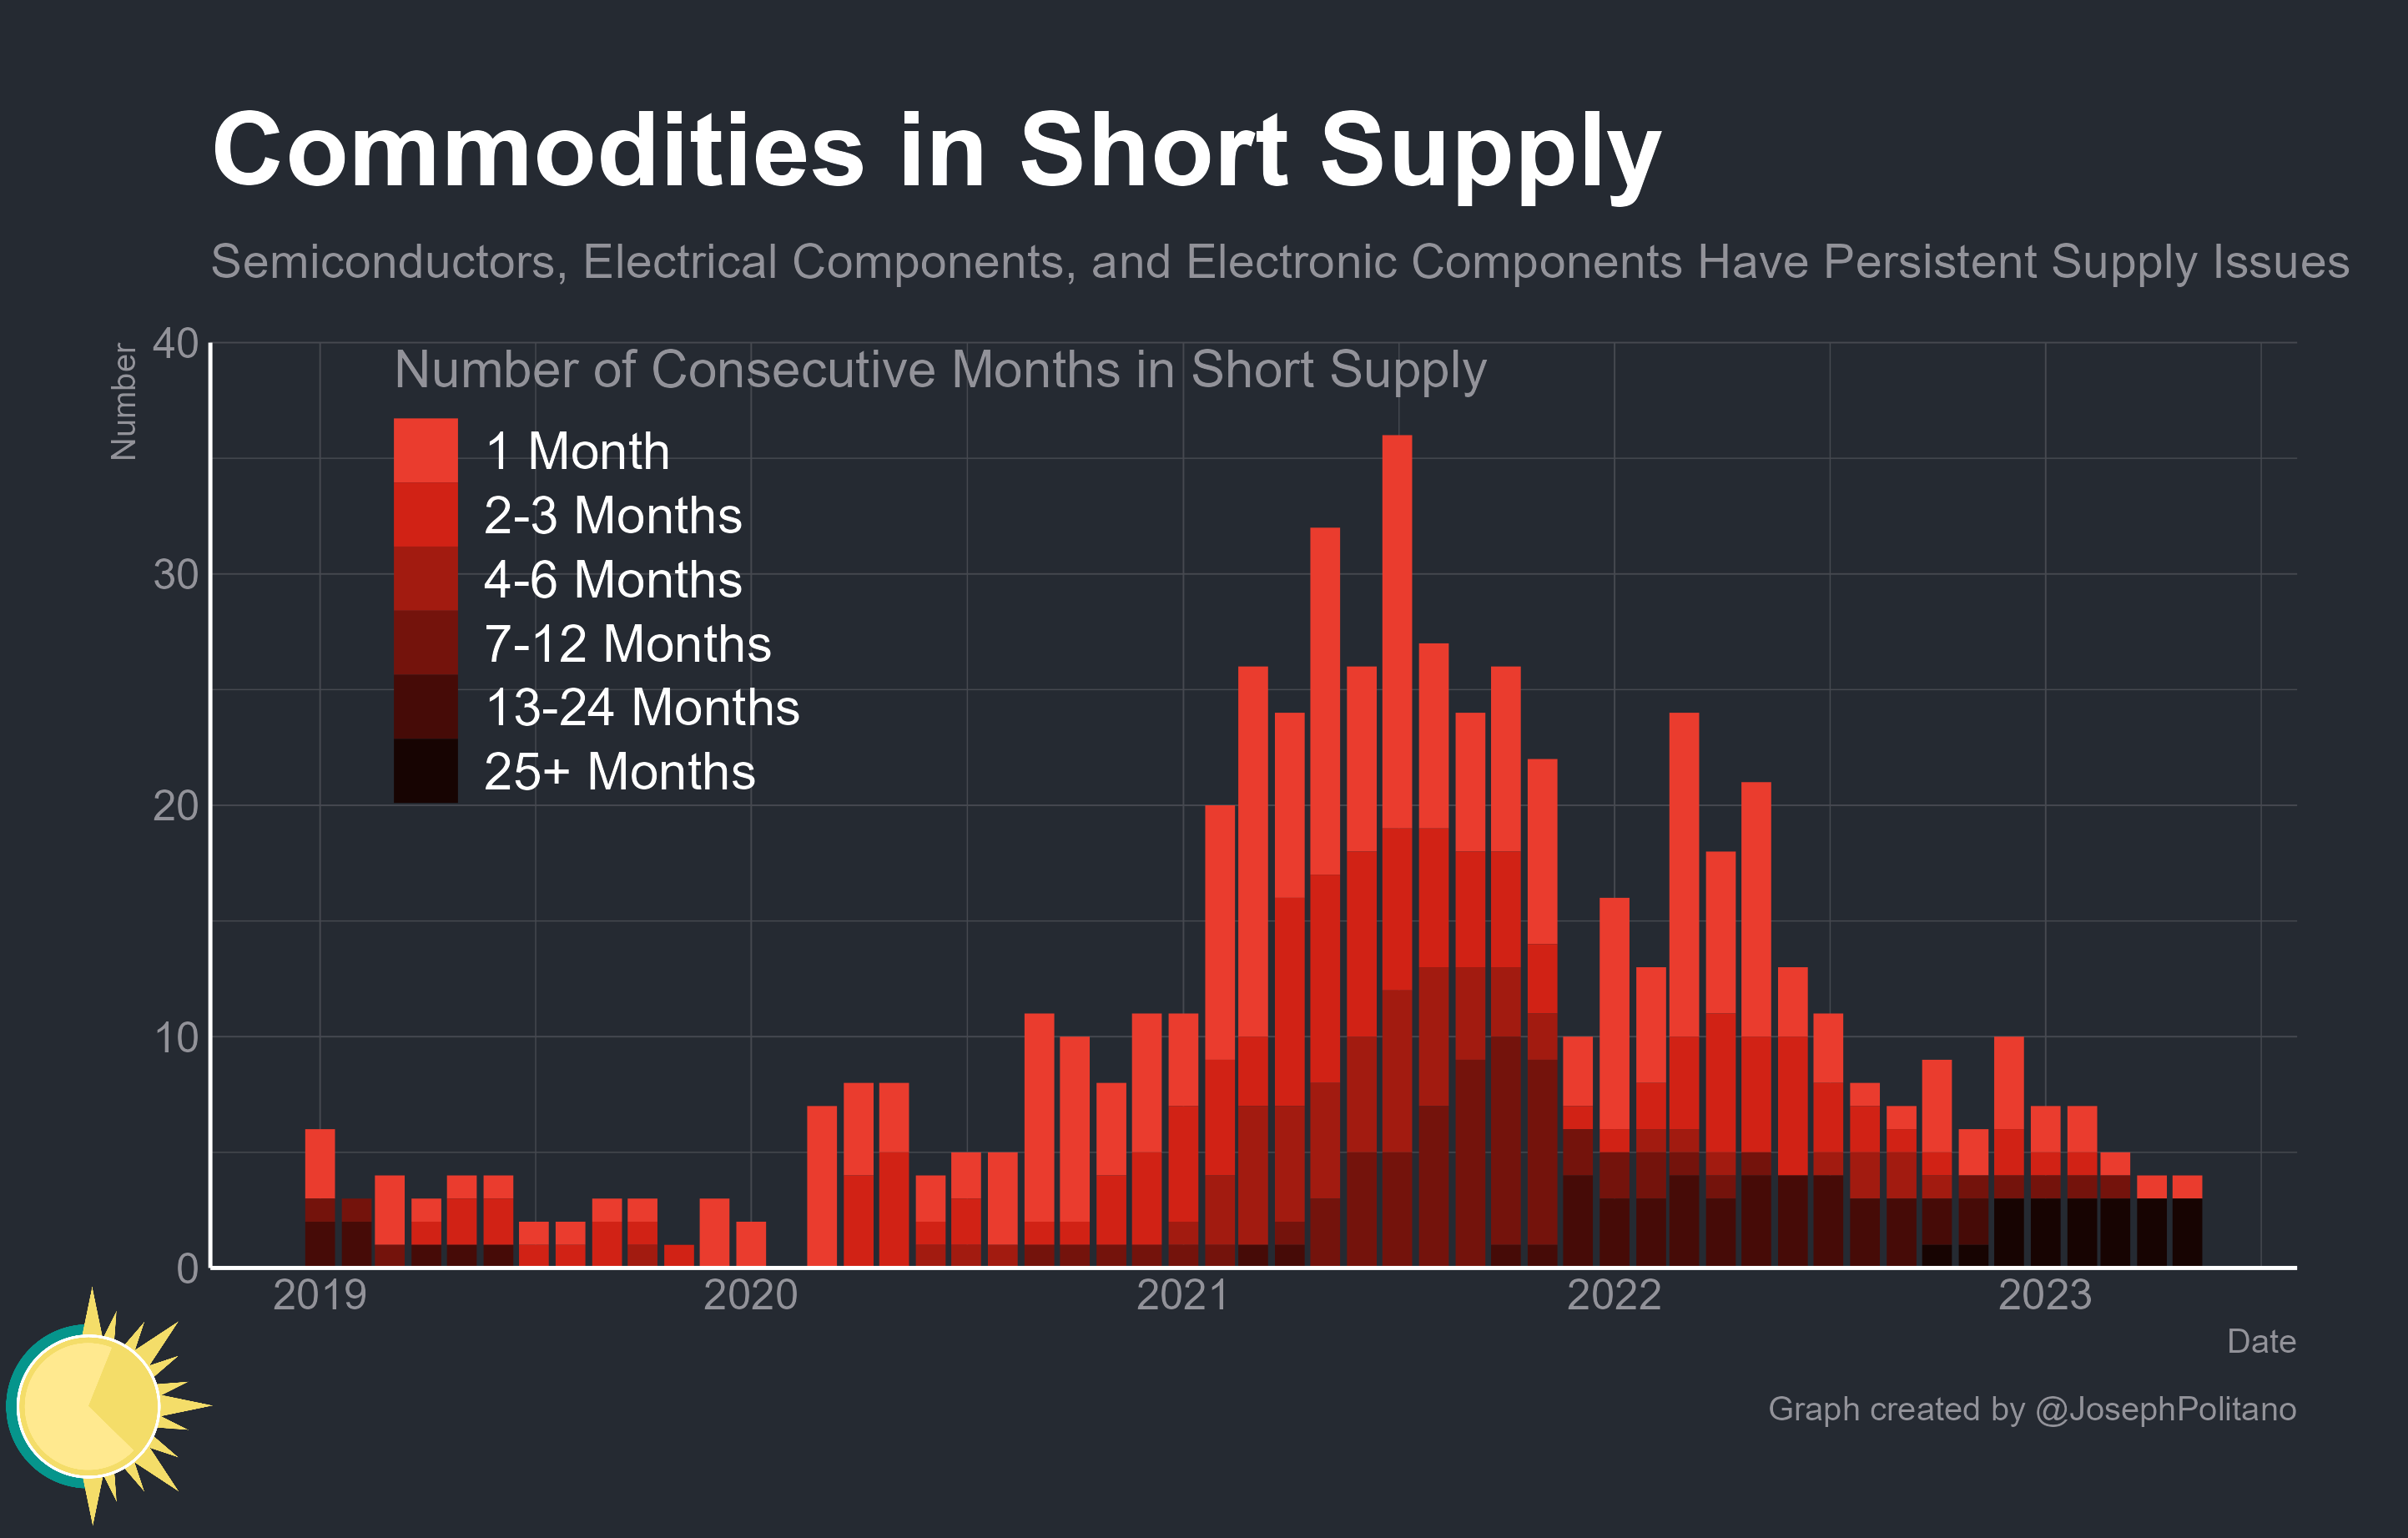 Commodities in Short Supply
Semiconductors, Electrical Components, and Electronic Components Have Persistent Supply Issues
Number
40
30
20
10
0
Number of Consecutive Months in Short Supply
1 Month
2-3 Months
4-6 Months
7-12 Months
13-24 Months
25+ Months
2019 2020 2021 2022 2023
Date
Graph created by @JosephPolitano